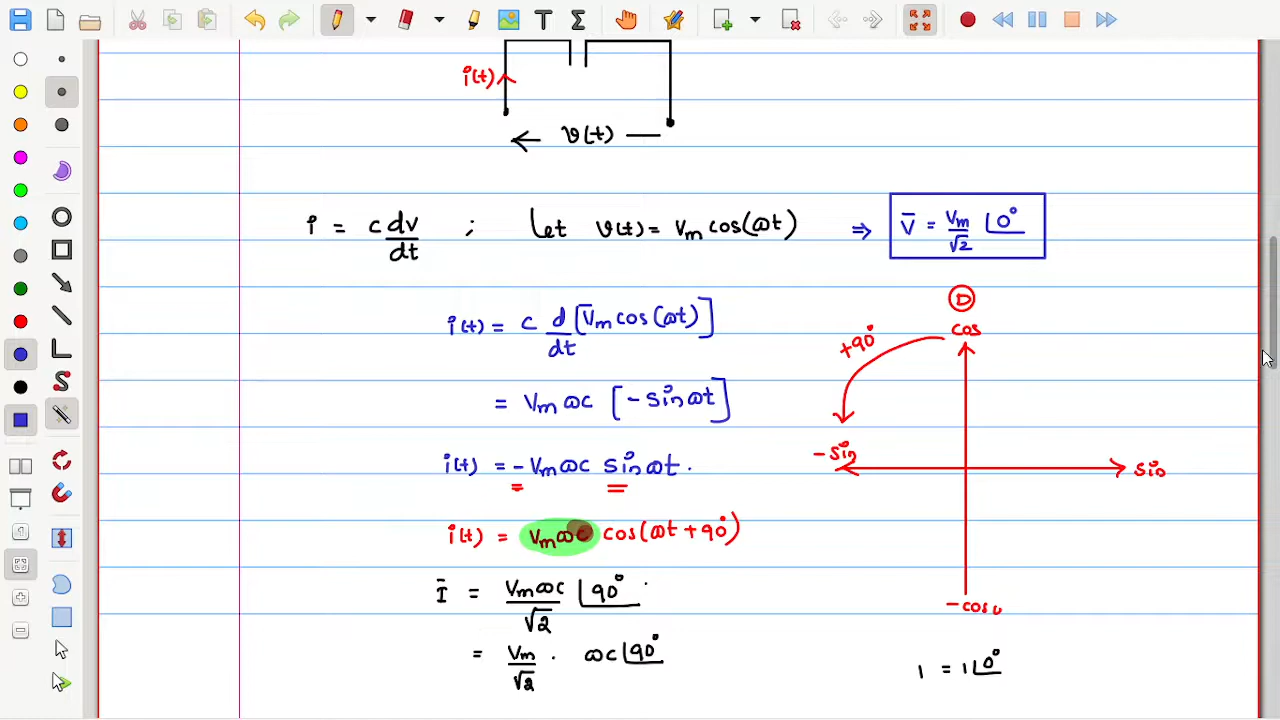 i(t)
v(t)
i = c dv/dt ; Let v(t) = Vm cos(ωt) ⇒ V̄ = Vm/√2 ∠0°
i(t) = c d/dt [Vm cos(ωt)]
= Vm ωc [- sin ωt]
i(t) = - Vm ωc sin ωt.
i(t) = Vm ωc cos(ωt + 90°)
Ī = Vm ωc/√2 ∠90°
= Vm/√2 . ωc ∠90°
D
cos
+90°
- sin
sin
- cos
1 = 1∠0°